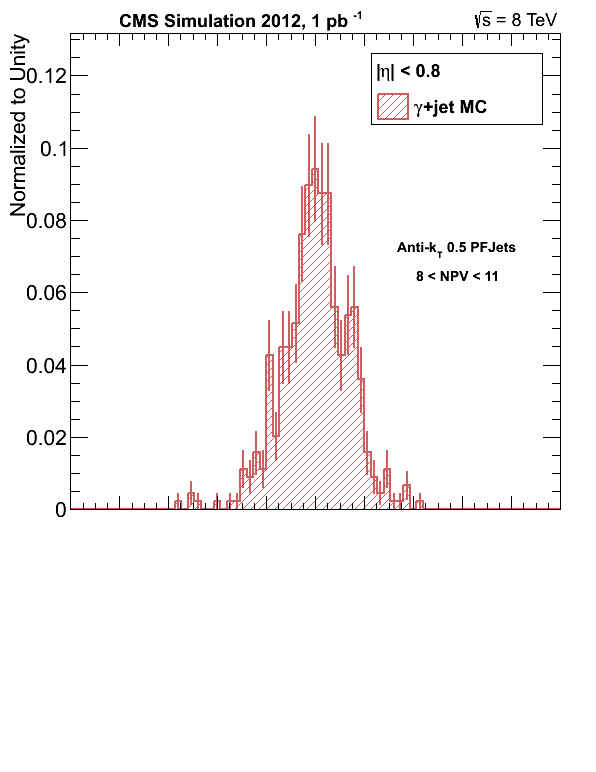 CMS Simulation 2012, 1 pb⁻¹
√s = 8 TeV
Normalized to Unity
|η| < 0.8
γ+jet MC
Anti-k_T 0.5 PFJets
8 < NPV < 11
0.12
0.1
0.08
0.06
0.04
0.02
0